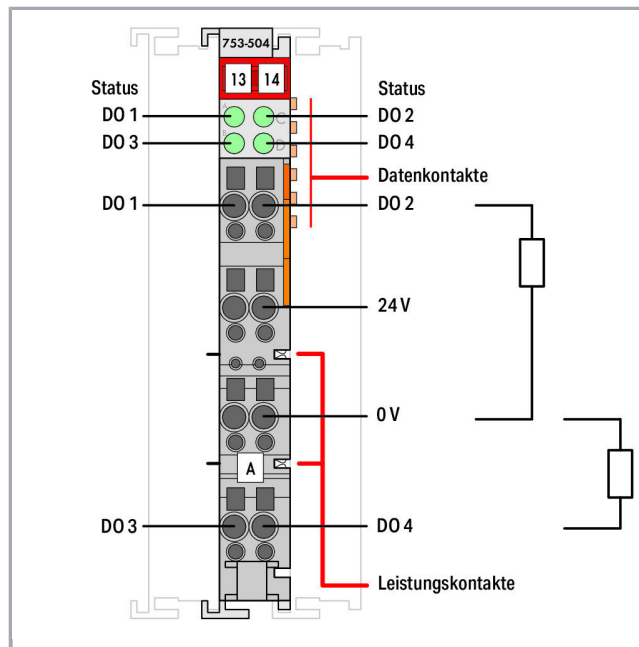 753-504
13 14
Status Status
DO 1 A C DO 2
DO 3 B D DO 4
Datenkontakte
DO 1 DO 2
24 V
0 V
A
DO 3 DO 4
Leistungskontakte